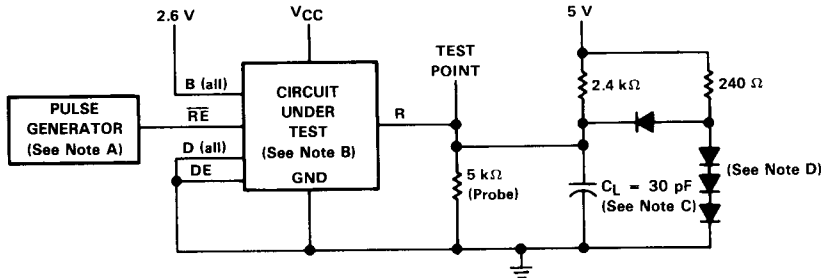 2.6 V
VCC
5 V
TEST
POINT
B (all)
CIRCUIT
UNDER
TEST
(See Note B)
GND
2.4 kΩ
240 Ω
PULSE
GENERATOR
(See Note A)
RE
R
D (all)
DE
5 kΩ
(Probe)
CL = 30 pF
(See Note C)
(See Note D)